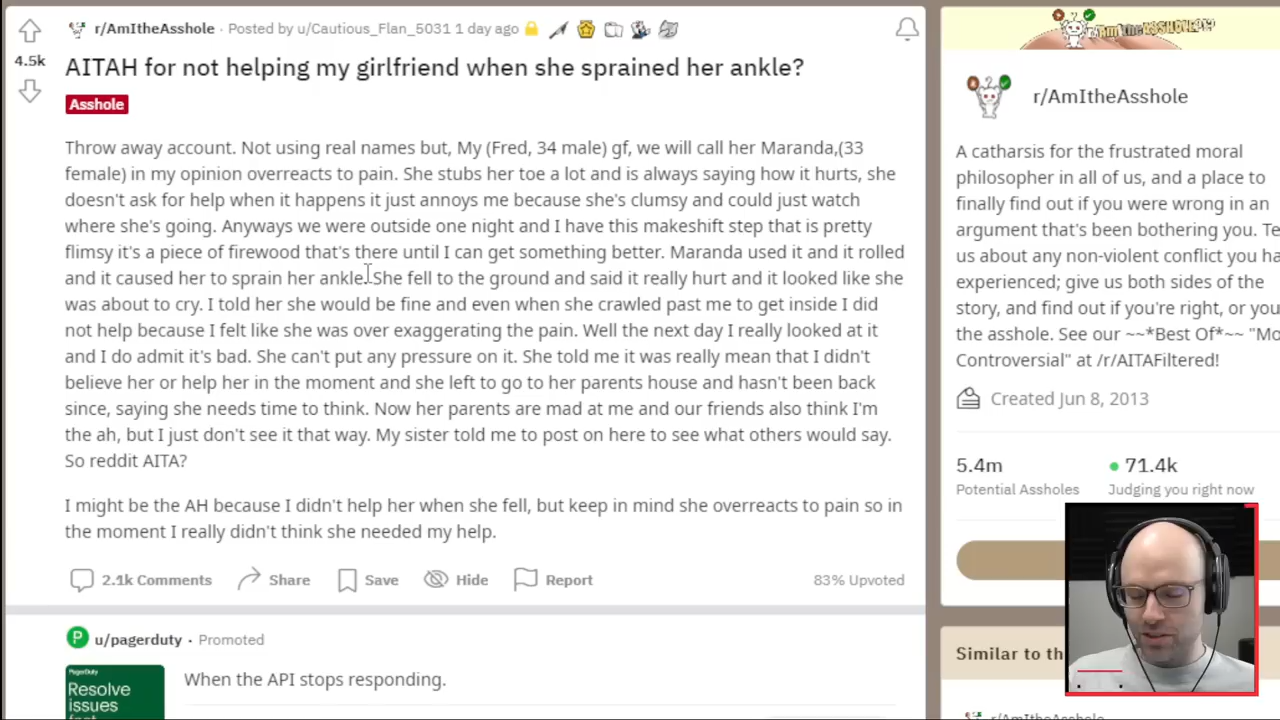 r/AmItheAsshole · Posted by u/Cautious_Flan_5031 1 day ago
4.5k
AITAH for not helping my girlfriend when she sprained her ankle?
Asshole
Throw away account. Not using real names but, My (Fred, 34 male) gf, we will call her Maranda,(33
female) in my opinion overreacts to pain. She stubs her toe a lot and is always saying how it hurts, she
doesn't ask for help when it happens it just annoys me because she's clumsy and could just watch
where she's going. Anyways we were outside one night and I have this makeshift step that is pretty
flimsy it's a piece of firewood that's there until I can get something better. Maranda used it and it rolled
and it caused her to sprain her ankle. She fell to the ground and said it really hurt and it looked like she
was about to cry. I told her she would be fine and even when she crawled past me to get inside I did
not help because I felt like she was over exaggerating the pain. Well the next day I really looked at it
and I do admit it's bad. She can't put any pressure on it. She told me it was really mean that I didn't
believe her or help her in the moment and she left to go to her parents house and hasn't been back
since, saying she needs time to think. Now her parents are mad at me and our friends also think I'm
the ah, but I just don't see it that way. My sister told me to post on here to see what others would say.
So reddit AITA?
I might be the AH because I didn't help her when she fell, but keep in mind she overreacts to pain so in
the moment I really didn't think she needed my help.
2.1k Comments Share Save Hide Report 83% Upvoted
u/pagerduty · Promoted
PagerDuty
Resolve
issues
When the API stops responding.
r/AmItheAsshole
A catharsis for the frustrated moral
philosopher in all of us, and a place to
finally find out if you were wrong in an
argument that's been bothering you. Te
us about any non-violent conflict you ha
experienced; give us both sides of the
story, and find out if you're right, or you
the asshole. See our ~~*Best Of*~~ "Mo
Controversial" at /r/AITAFiltered!
Created Jun 8, 2013
5.4m 71.4k
Potential Assholes Judging you right now
Similar to th